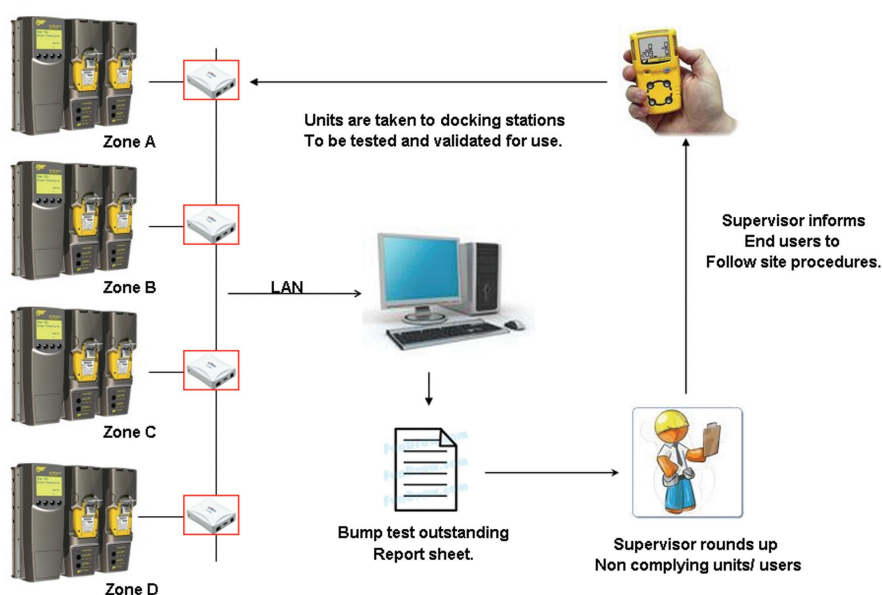 Zone A
Units are taken to docking stations
To be tested and validated for use.
Zone B
Supervisor informs
End users to
Follow site procedures.
LAN
Zone C
Bump test outstanding
Report sheet.
Supervisor rounds up
Non complying units/ users
Zone D